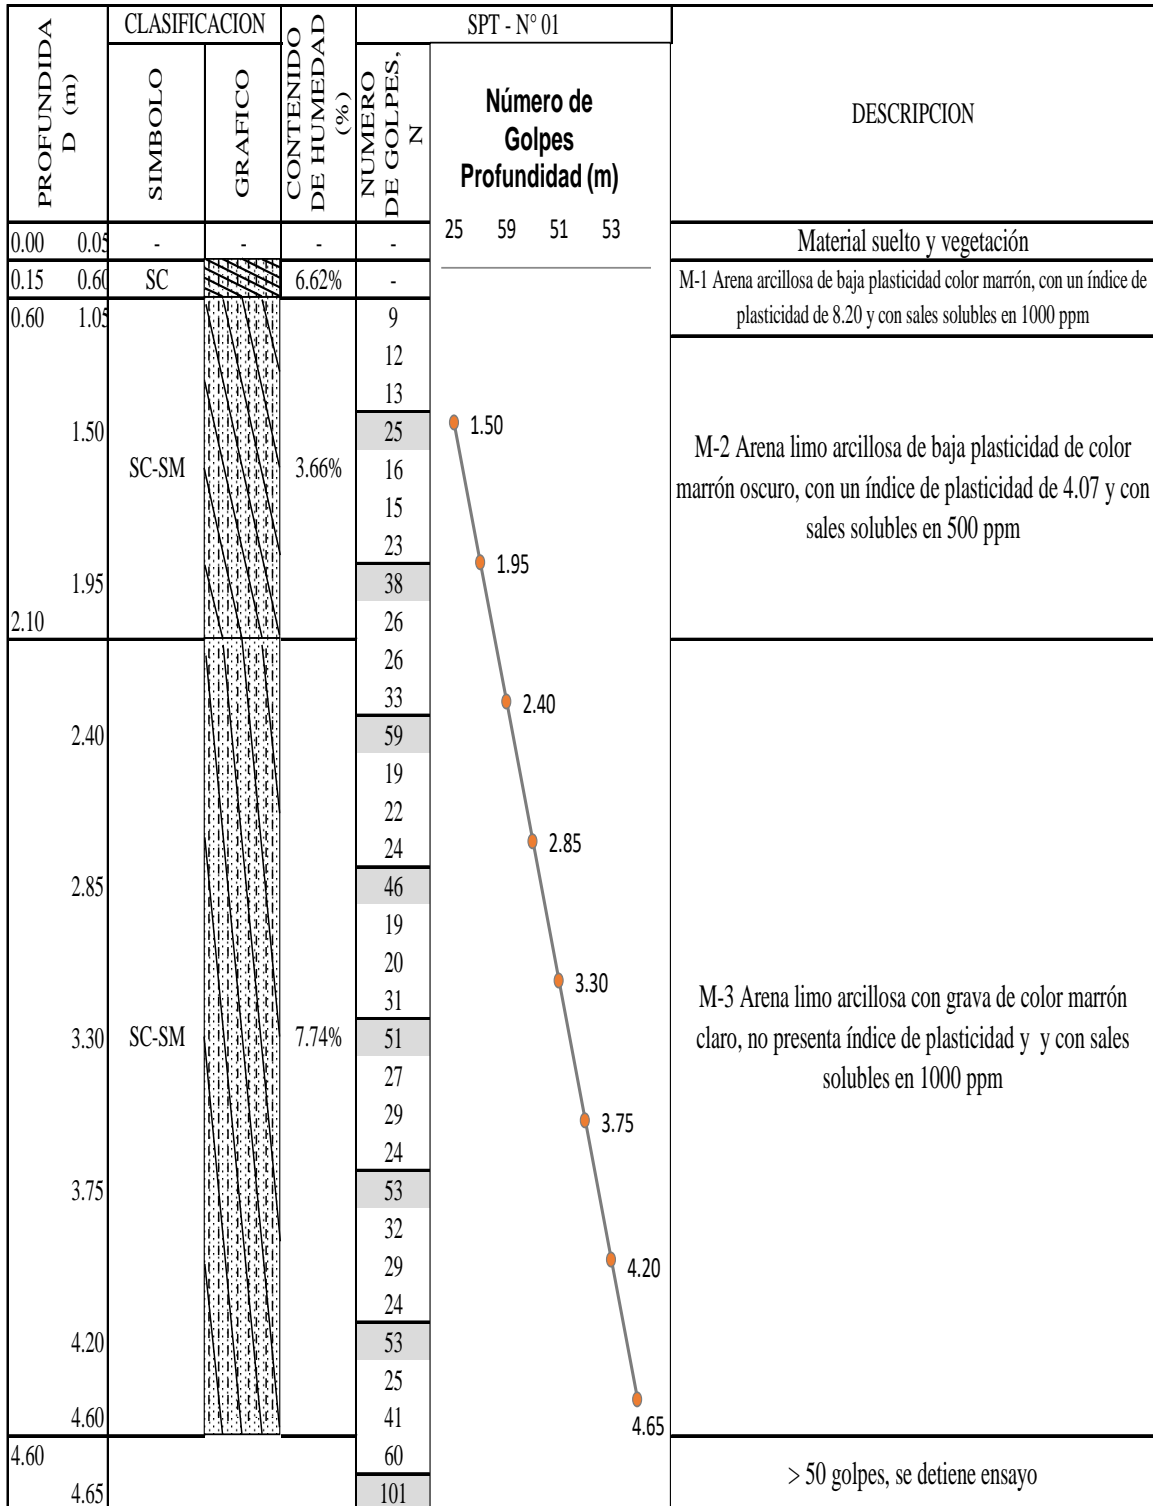 PROFUNDIDA
D (m)
CLASIFICACION
SIMBOLO
GRAFICO
CONTENIDO
DE HUMEDAD
(%)
SPT - N° 01
NUMERO
DE GOLPES,
N
Número de
Golpes
Profundidad (m)
25 59 51 53
DESCRIPCION
0.00 0.05 - - - - Material suelto y vegetación
0.15 0.60 SC 6.62% -
M-1 Arena arcillosa de baja plasticidad color marrón, con un índice de
plasticidad de 8.20 y con sales solubles en 1000 ppm
0.60 1.05 9
12
13
1.50 25 1.50
SC-SM 3.66% 16
15
23
M-2 Arena limo arcillosa de baja plasticidad de color
marrón oscuro, con un índice de plasticidad de 4.07 y con
sales solubles en 500 ppm
1.95
1.95 38
2.10 26
26
33
2.40
2.40 59
19
22
24
2.85
2.85 46
19
20
31
3.30
3.30 SC-SM 7.74% 51
27
29
24
M-3 Arena limo arcillosa con grava de color marrón
claro, no presenta índice de plasticidad y y con sales
solubles en 1000 ppm
3.75
3.75 53
32
29
24
4.20
4.20 53
25
4.60 41
4.65
4.60 60
4.65 101
> 50 golpes, se detiene ensayo